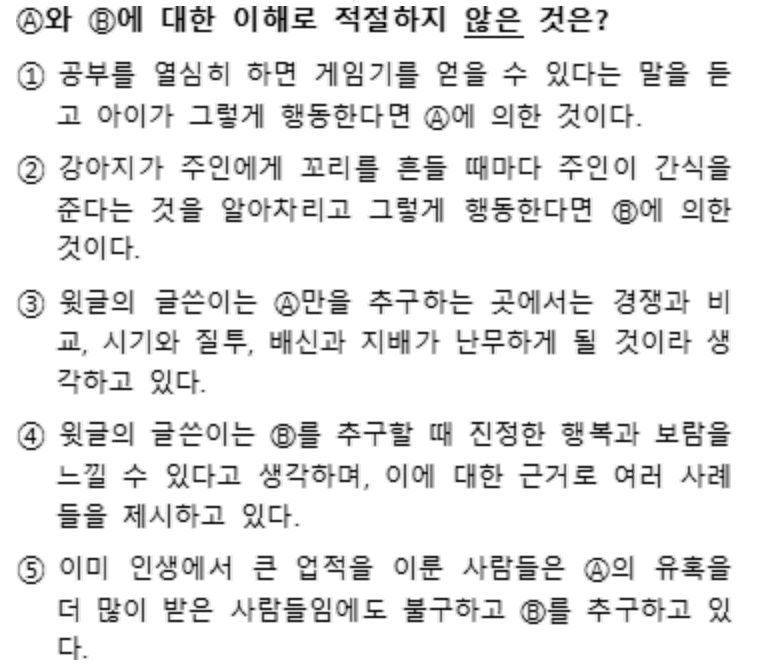 Ⓐ와 Ⓑ에 대한 이해로 적절하지 않은 것은?
① 공부를 열심히 하면 게임기를 얻을 수 있다는 말을 듣
고 아이가 그렇게 행동한다면 Ⓐ에 의한 것이다.
② 강아지가 주인에게 꼬리를 흔들 때마다 주인이 간식을
준다는 것을 알아차리고 그렇게 행동한다면 Ⓑ에 의한
것이다.
③ 윗글의 글쓴이는 Ⓐ만을 추구하는 곳에서는 경쟁과 비
교, 시기와 질투, 배신과 지배가 난무하게 될 것이라 생
각하고 있다.
④ 윗글의 글쓴이는 Ⓑ를 추구할 때 진정한 행복과 보람을
느낄 수 있다고 생각하며, 이에 대한 근거로 여러 사례
들을 제시하고 있다.
⑤ 이미 인생에서 큰 업적을 이룬 사람들은 Ⓐ의 유혹을
더 많이 받은 사람들임에도 불구하고 Ⓑ를 추구하고 있
다.